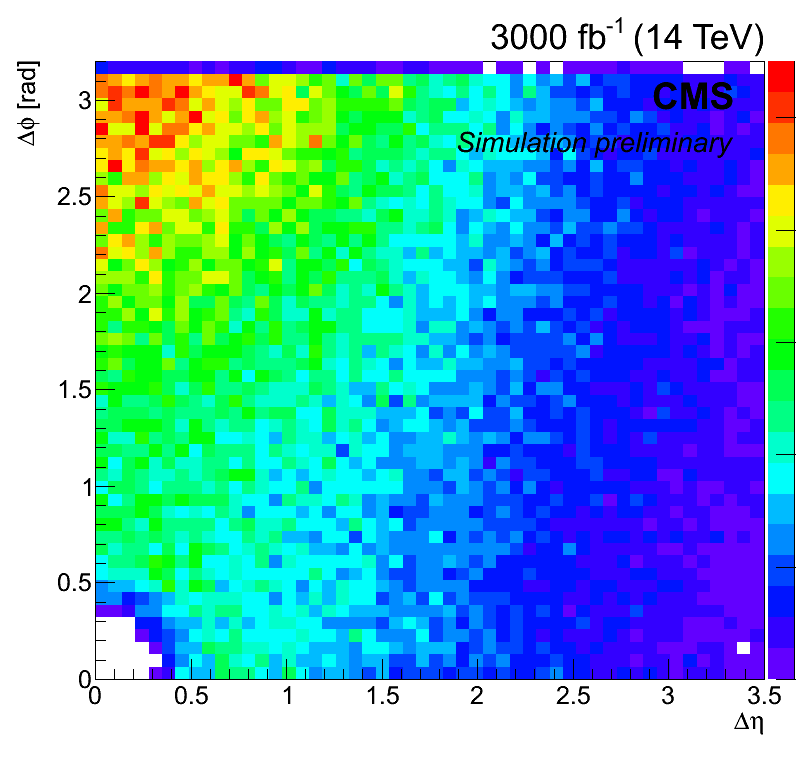 3000 fb-1 (14 TeV)
Δφ [rad]
CMS
Simulation preliminary
3
2.5
2
1.5
1
0.5
0
0 0.5 1 1.5 2 2.5 3 3.5
Δη